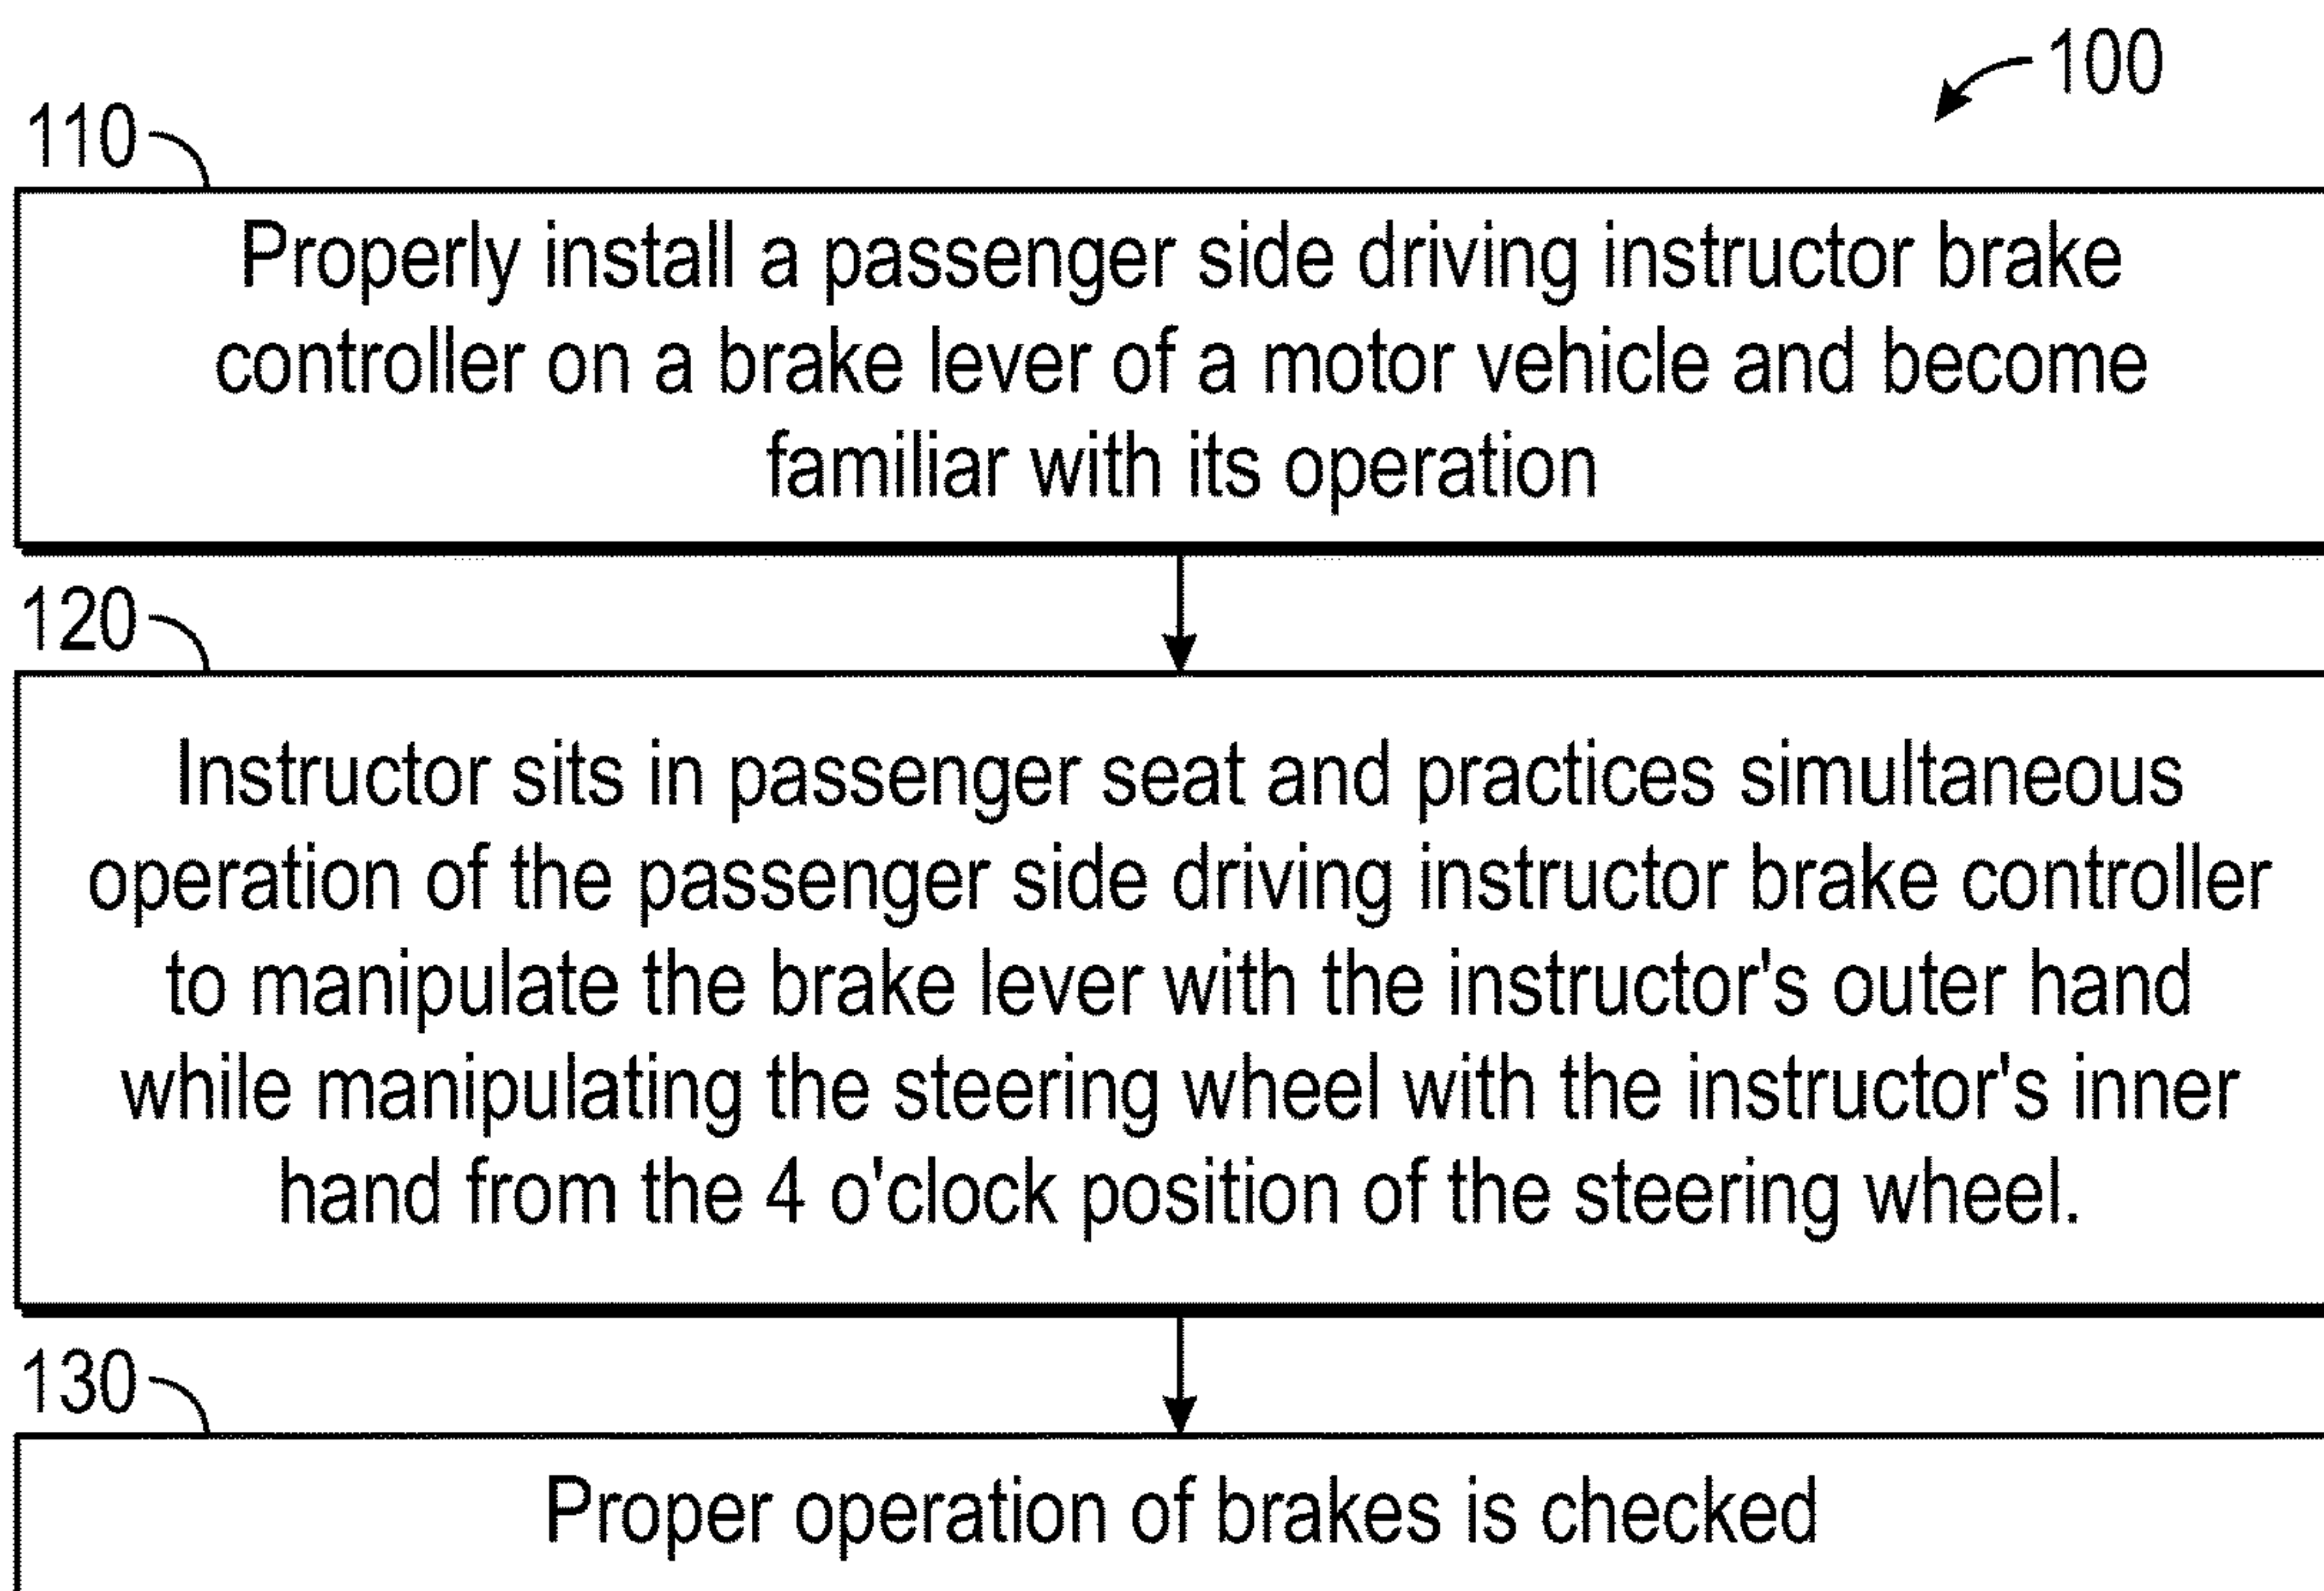 100
110
Properly install a passenger side driving instructor brake
controller on a brake lever of a motor vehicle and become
familiar with its operation
120
Instructor sits in passenger seat and practices simultaneous
operation of the passenger side driving instructor brake controller
to manipulate the brake lever with the instructor's outer hand
while manipulating the steering wheel with the instructor's inner
hand from the 4 o'clock position of the steering wheel.
130
Proper operation of brakes is checked